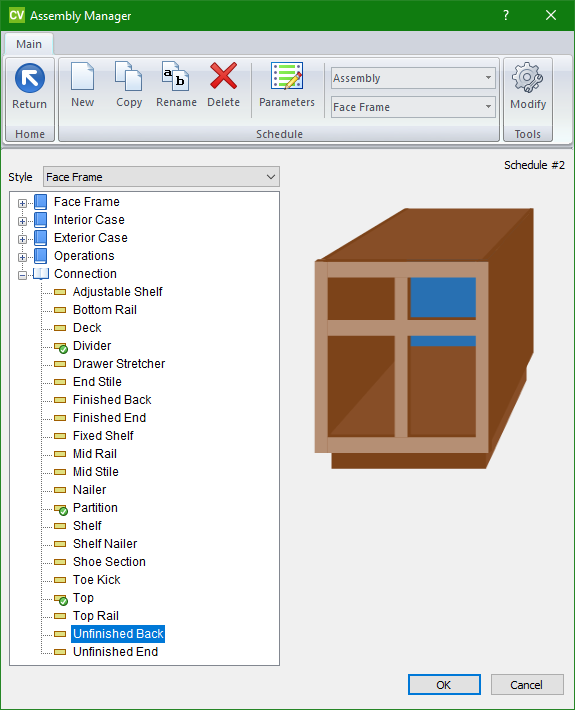 CV Assembly Manager ?
Main
Return New Copy Rename Delete Parameters Assembly Face Frame Modify
Home Schedule Tools
Schedule #2
Style Face Frame
Face Frame
Interior Case
Exterior Case
Operations
Connection
Adjustable Shelf
Bottom Rail
Deck
Divider
Drawer Stretcher
End Stile
Finished Back
Finished End
Fixed Shelf
Mid Rail
Mid Stile
Nailer
Partition
Shelf
Shelf Nailer
Shoe Section
Toe Kick
Top
Top Rail
Unfinished Back
Unfinished End
OK Cancel